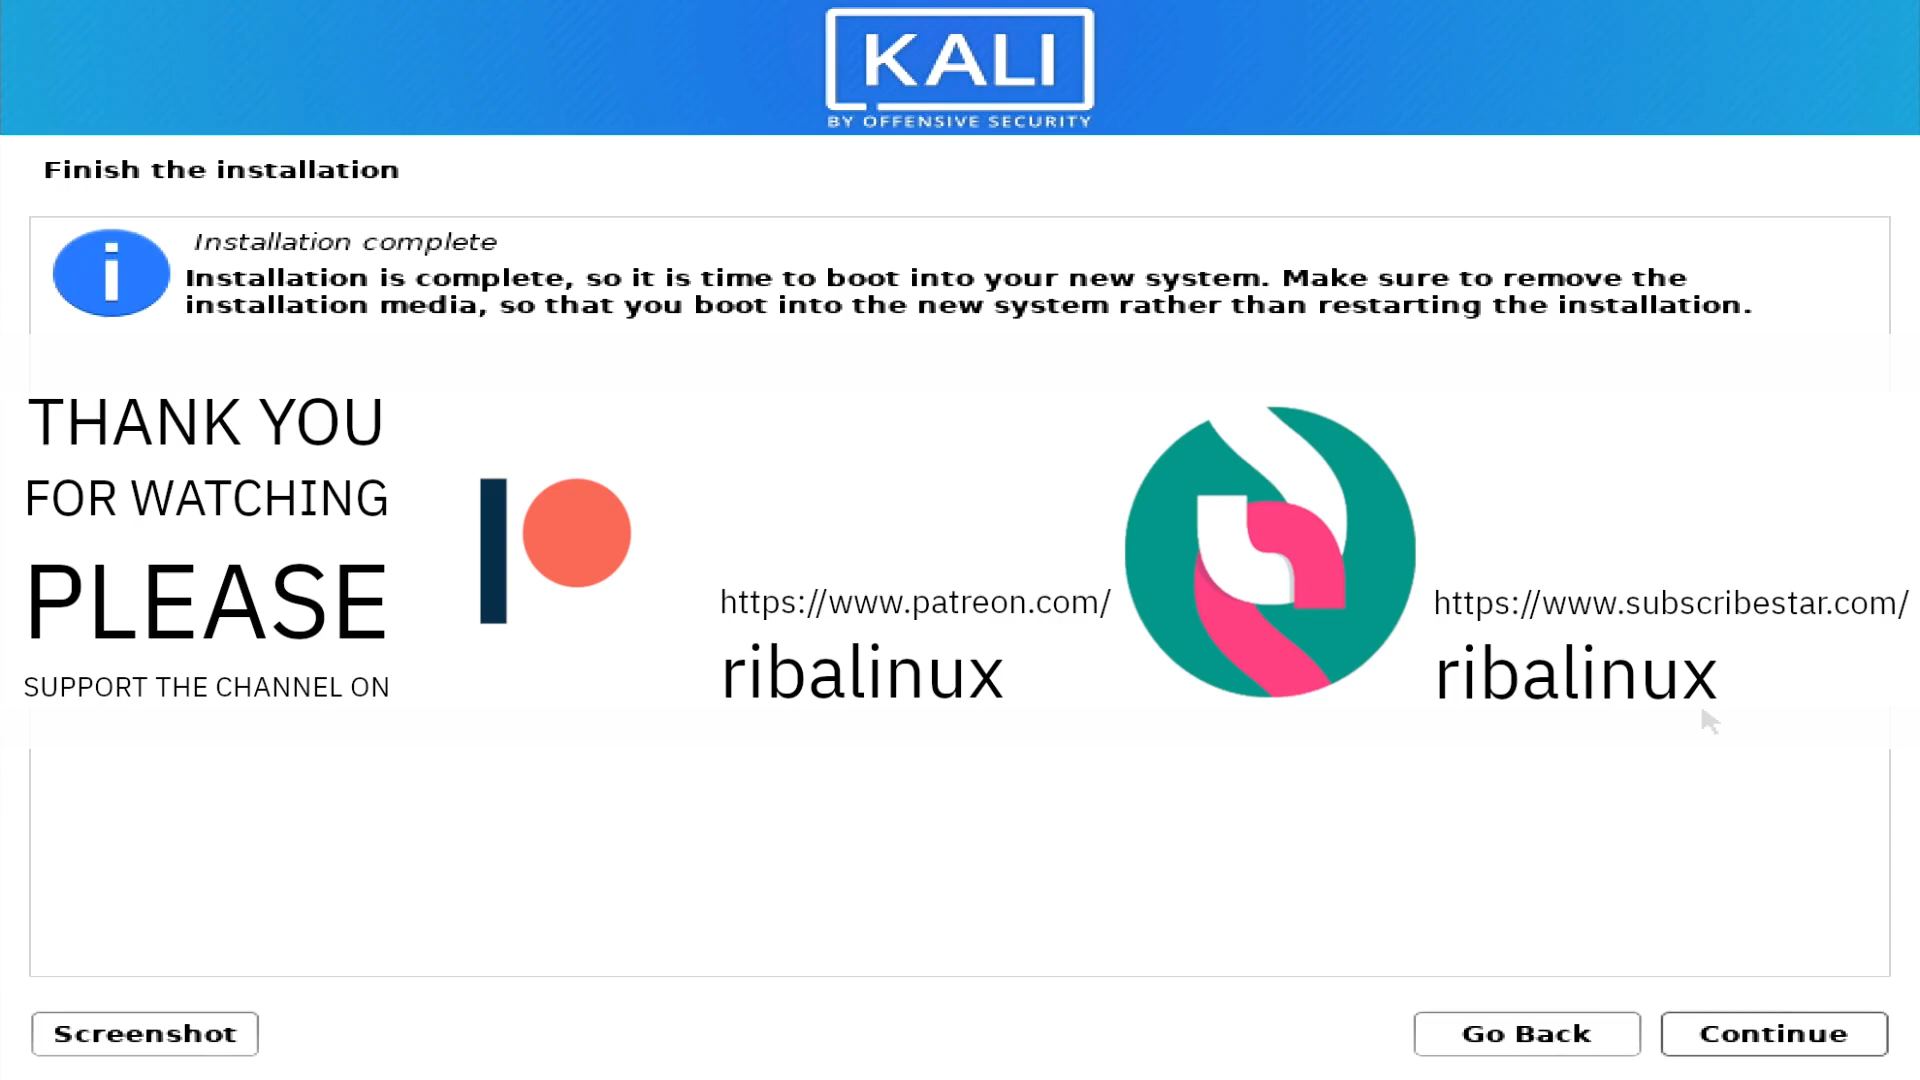 KALI
BY OFFENSIVE SECURITY
Finish the installation
Installation complete
Installation is complete, so it is time to boot into your new system. Make sure to remove the
installation media, so that you boot into the new system rather than restarting the installation.
THANK YOU
FOR WATCHING
PLEASE
SUPPORT THE CHANNEL ON
https://www.patreon.com/
ribalinux
https://www.subscribestar.com/
ribalinux
Screenshot
Go Back
Continue